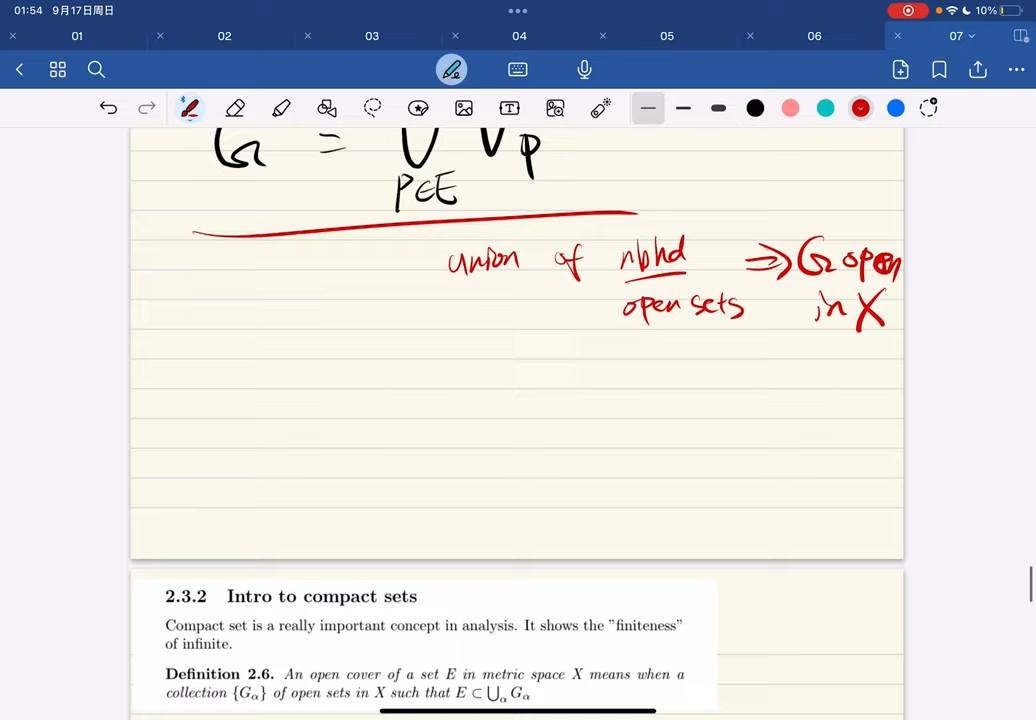 01:54 9月17日周日
10%
01 02 03 04 05 06 07
G = ∪ V_p
p∈E
union of nbhd ⇒ G open
open sets in X
2.3.2 Intro to compact sets
Compact set is a really important concept in analysis. It shows the "finiteness"
of infinite.
Definition 2.6. An open cover of a set E in metric space X means when a
collection {Gα} of open sets in X such that E ⊂ ⋃α Gα